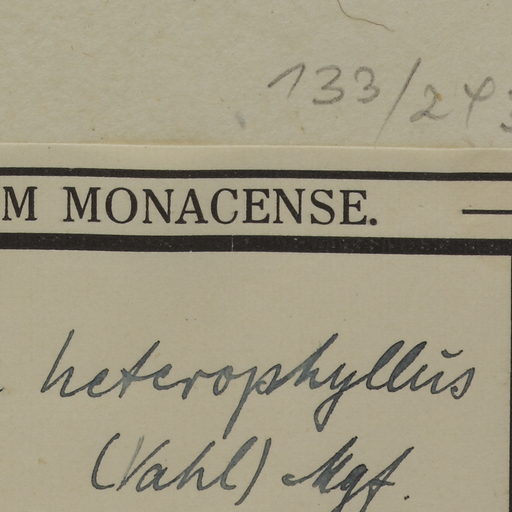 133/243
M MONACENSE.
heterophyllus
(Vahl) Mgf.